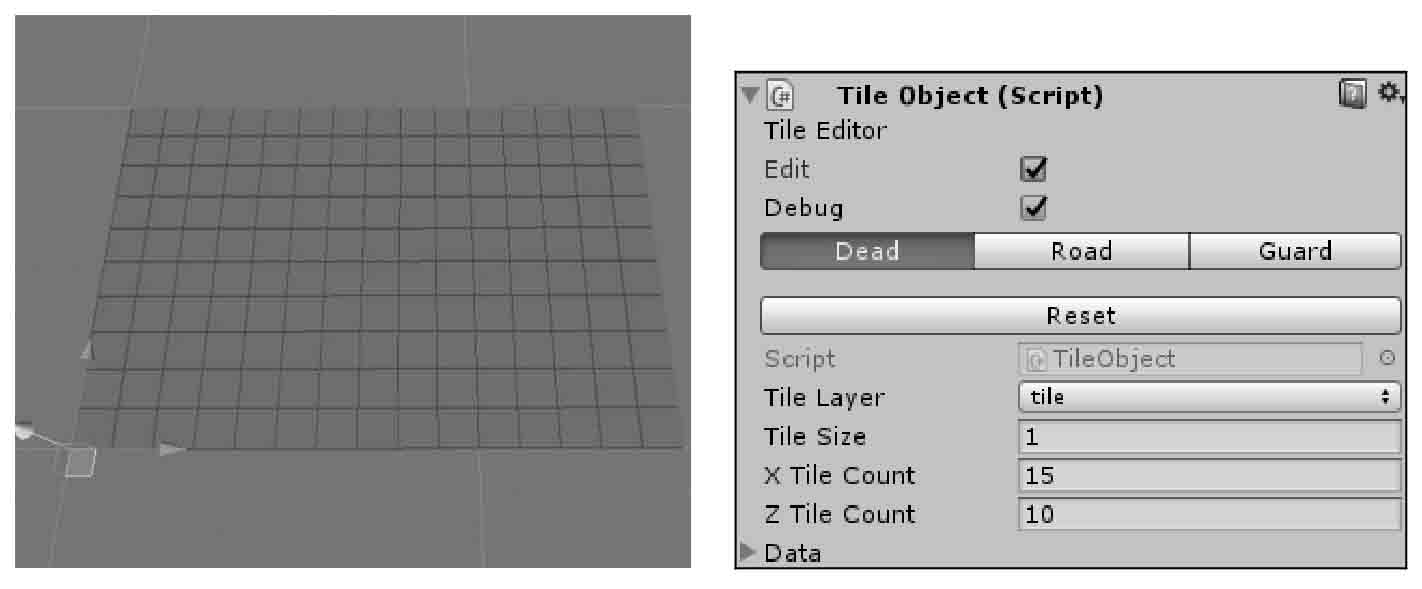 Tile Object (Script)
Tile Editor
Edit
Debug
Dead Road Guard
Reset
Script TileObject
Tile Layer tile
Tile Size 1
X Tile Count 15
Z Tile Count 10
Data